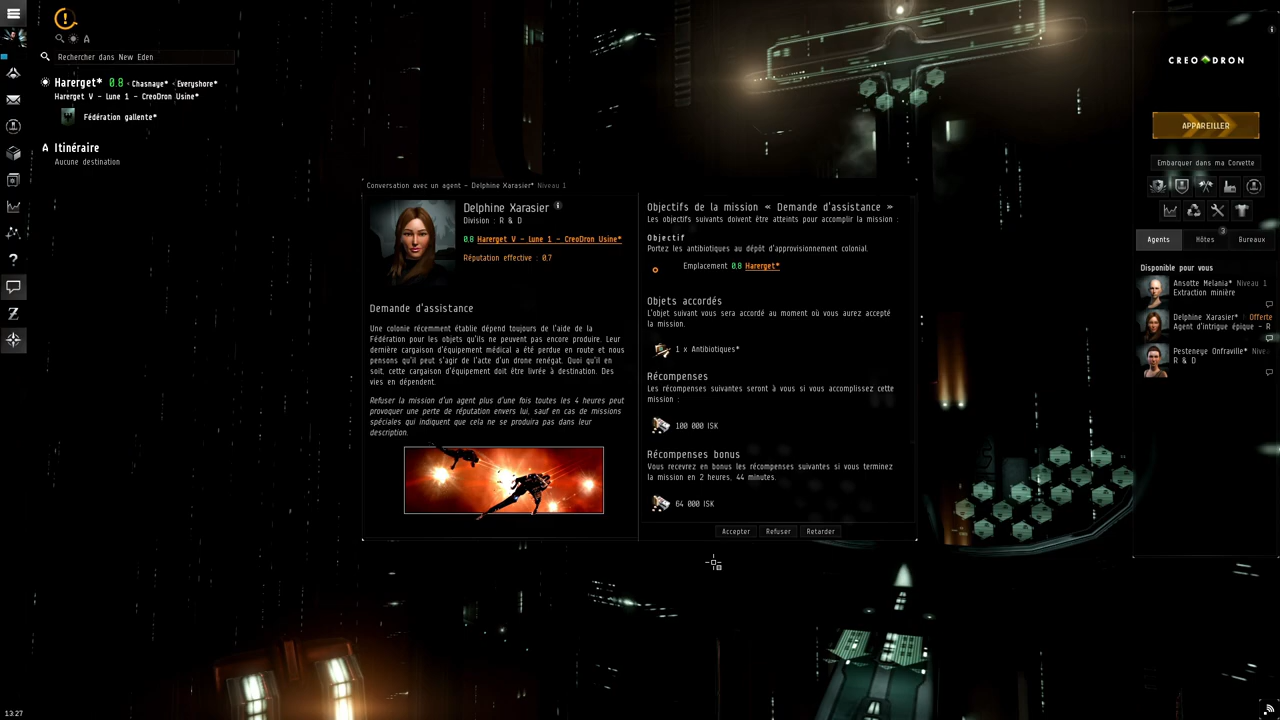 Rechercher dans New Eden
Harerget* 0.8 < Chasnaye* < Everyshore*
Harerget V - Lune 1 - CreoDron Usine*
Fédération gallente*
Itinéraire
Aucune destination
Conversation avec un agent - Delphine Xarasier* Niveau 1
Delphine Xarasier
Division : R & D
0.8 Harerget V - Lune 1 - CreoDron Usine*
Réputation effective : 0.7
Demande d'assistance
Une colonie récemment établie dépend toujours de l'aide de la
Fédération pour les objets qu'ils ne peuvent pas encore produire. Leur
dernière cargaison d'équipement médical a été perdue en route et nous
pensons qu'il peut s'agir de l'acte d'un drone renégat. Quoi qu'il en
soit, cette cargaison d'équipement doit être livrée à destination. Des
vies en dépendent.
Refuser la mission d'un agent plus d'une fois toutes les 4 heures peut
provoquer une perte de réputation envers lui, sauf en cas de missions
spéciales qui indiquent que cela ne se produira pas dans leur
description.
Objectifs de la mission « Demande d'assistance »
Les objectifs suivants doivent être atteints pour accomplir la mission :
Objectif
Portez les antibiotiques au dépôt d'approvisionnement colonial.
Emplacement 0.8 Harerget*
Objets accordés
L'objet suivant vous sera accordé au moment où vous aurez accepté
la mission.
1 x Antibiotiques*
Récompenses
Les récompenses suivantes seront à vous si vous accomplissez cette
mission :
100 000 ISK
Récompenses bonus
Vous recevrez en bonus les récompenses suivantes si vous terminez
la mission en 2 heures, 44 minutes.
64 000 ISK
Accepter Refuser Retarder
CREODRON
APPAREILLER
Embarquer dans ma Corvette
3
Agents Hôtes Bureaux
Disponible pour vous
Ansotte Melania* Niveau 1
Extraction minière
Delphine Xarasier* Offerte
Agent d'intrigue épique - R
Pesteneye Onfraville* Nive
R & D
13:27